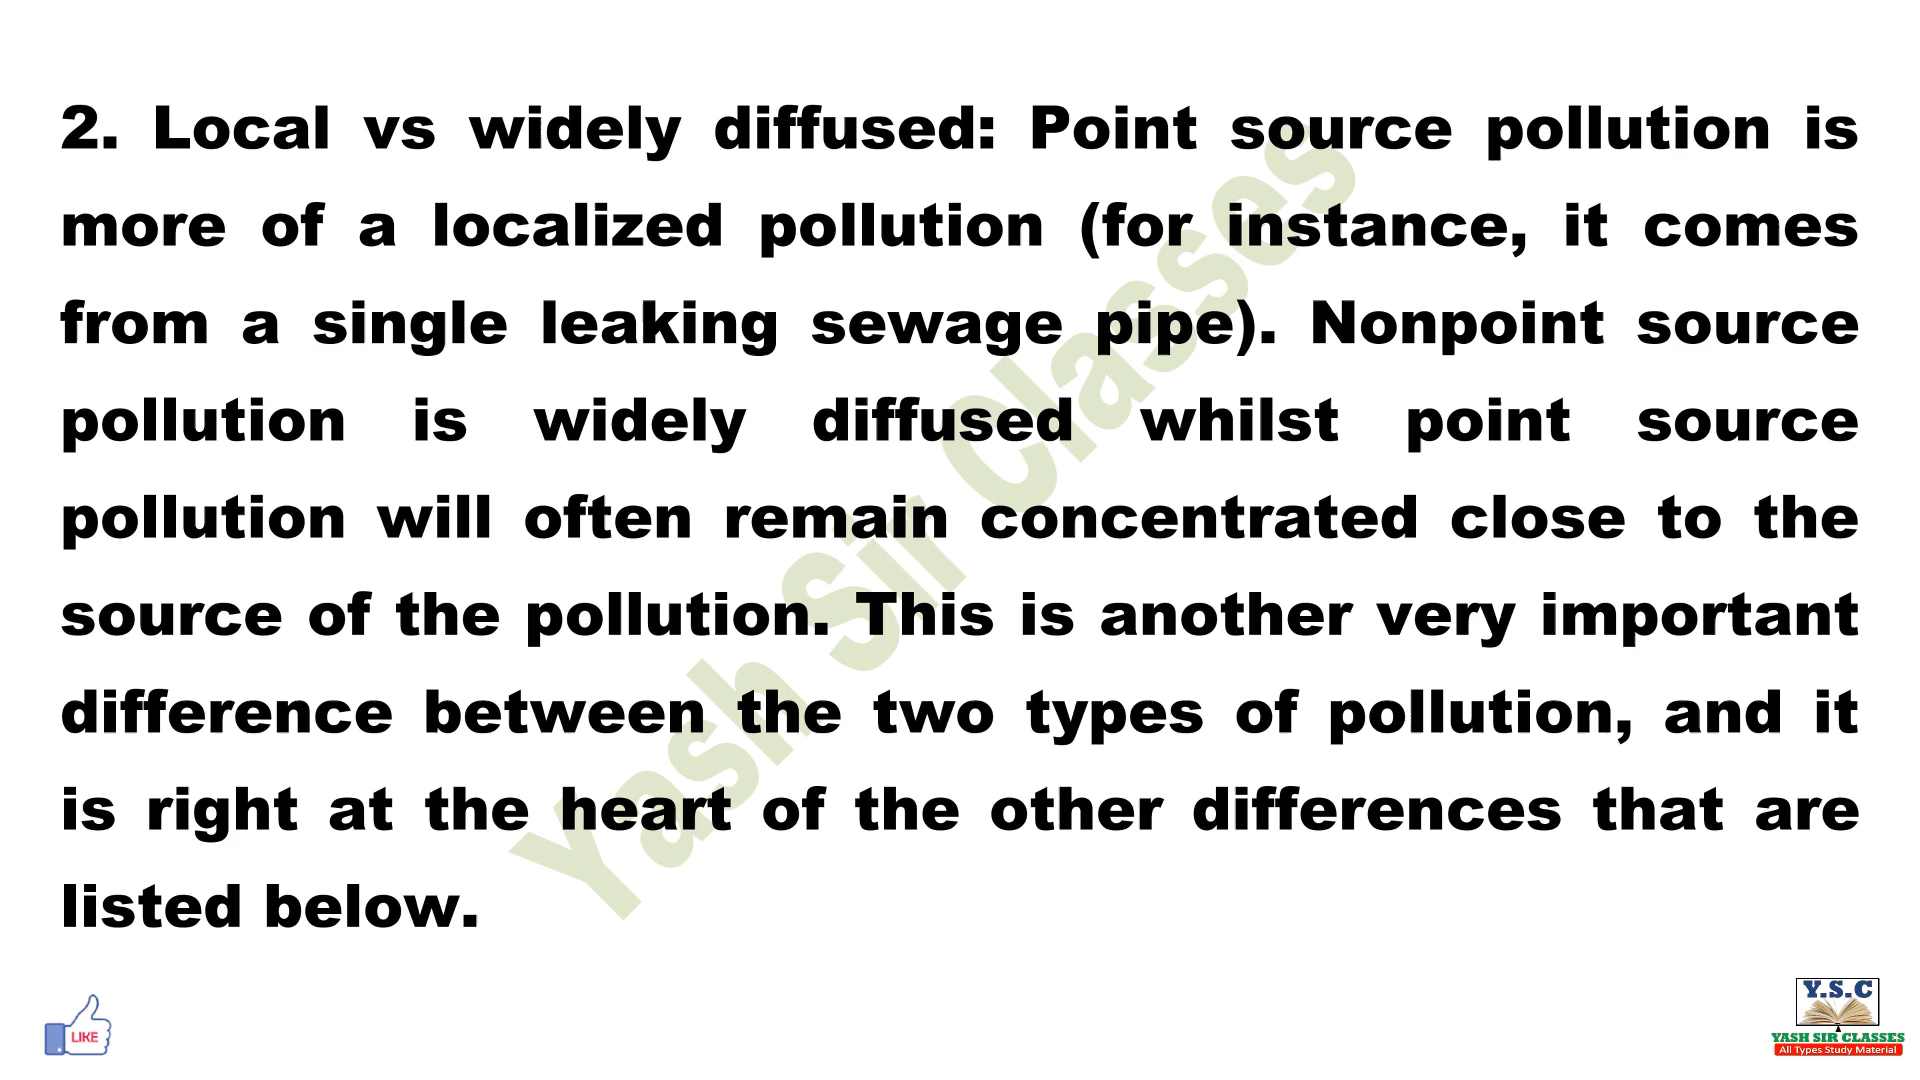 2. Local vs widely diffused: Point source pollution is
more of a localized pollution (for instance, it comes
from a single leaking sewage pipe). Nonpoint source
pollution is widely diffused whilst point source
pollution will often remain concentrated close to the
source of the pollution. This is another very important
difference between the two types of pollution, and it
is right at the heart of the other differences that are
listed below.
Yash Sir Classes
LIKE
Y.S.C
YASH SIR CLASSES
All Types Study Material